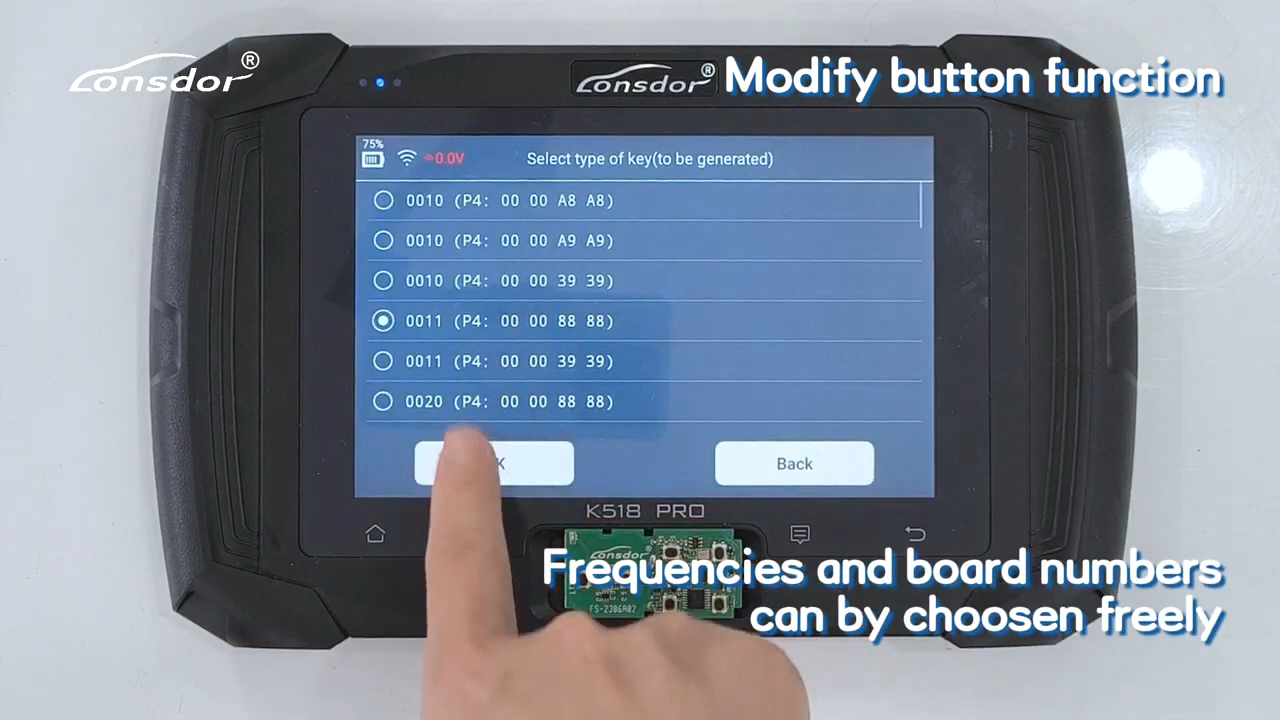 Lonsdor®
Lonsdor®
Modify button function
75%
0.0V
Select type of key(to be generated)
0010 (P4: 00 00 A8 A8)
0010 (P4: 00 00 A9 A9)
0010 (P4: 00 00 39 39)
0011 (P4: 00 00 88 88)
0011 (P4: 00 00 39 39)
0020 (P4: 00 00 88 88)
K
Back
K518 PRO
Lonsdor®
Frequencies and board numbers
can by choosen freely
FS-2306A02